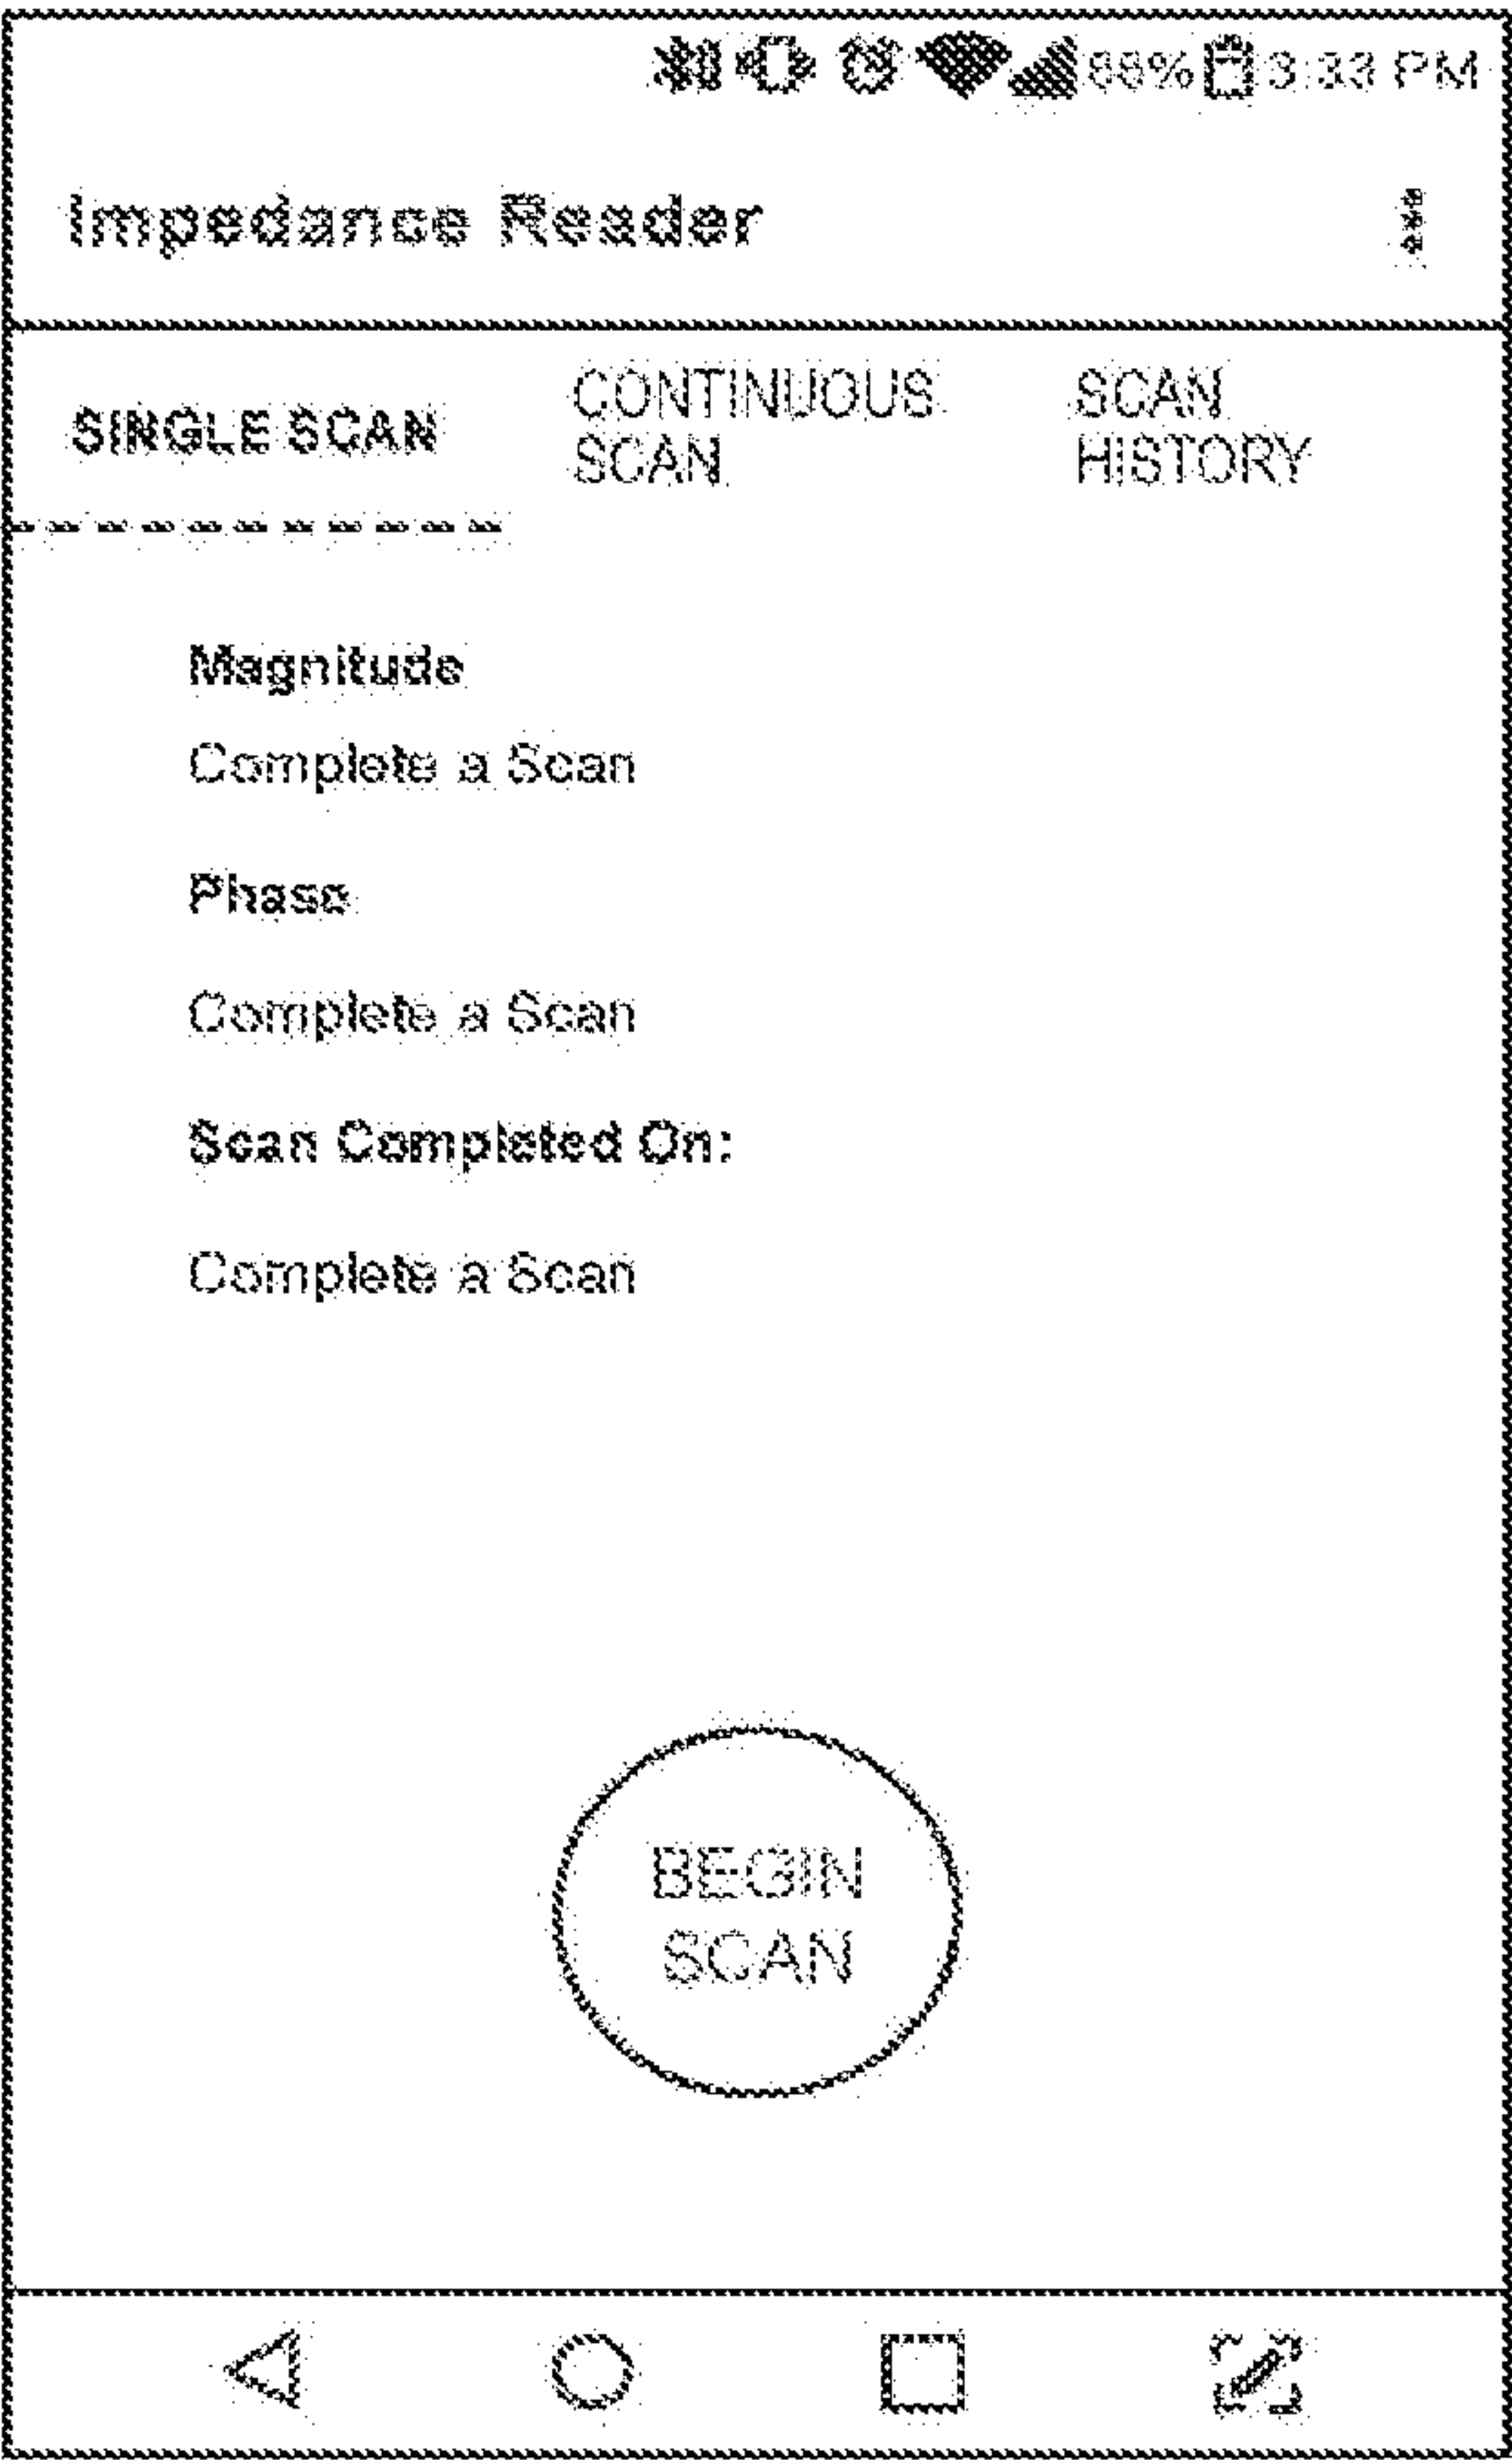 88% 3:33 PM
Impedance Reader
SINGLE SCAN
CONTINUOUS
SCAN
SCAN
HISTORY
Magnitude
Complete a Scan
Phase
Complete a Scan
Scan Completed On:
Complete a Scan
BEGIN
SCAN